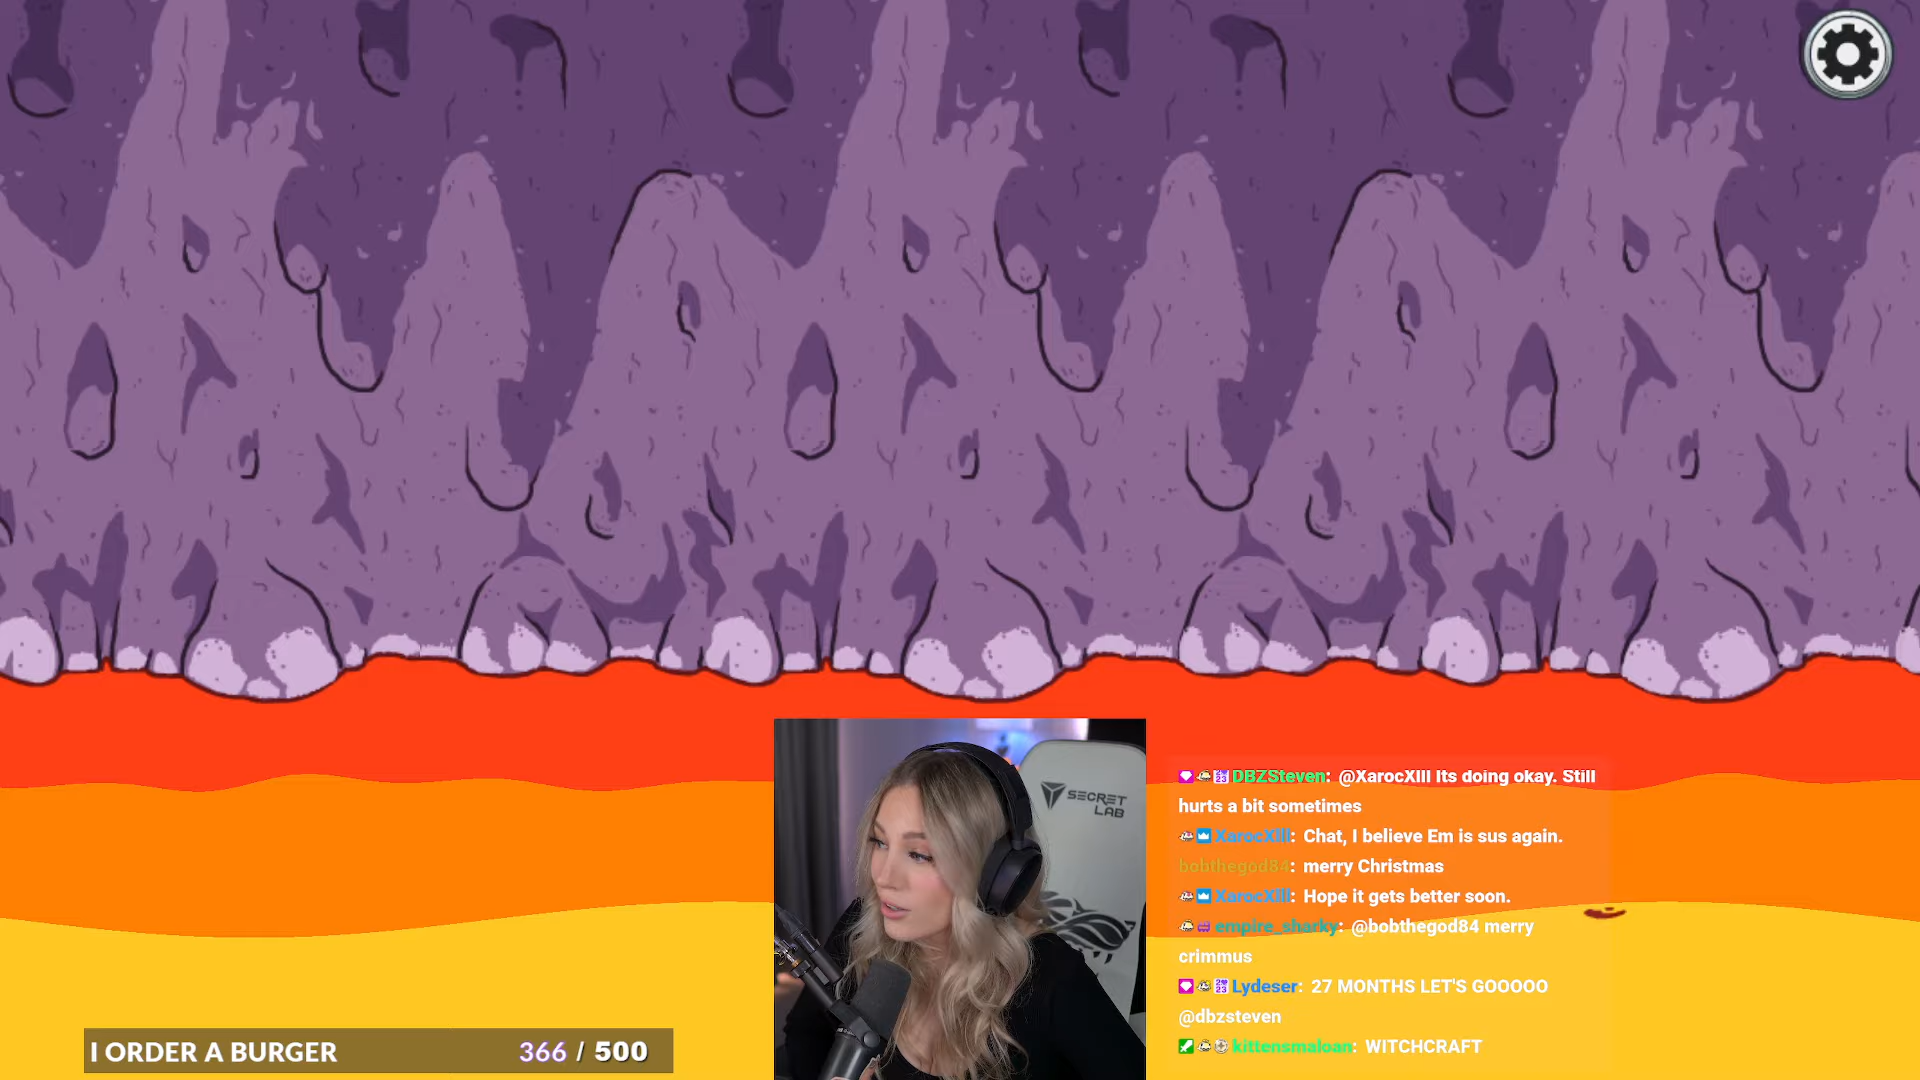 SECRET
LAB
DBZSteven: @XarocXIII Its doing okay. Still
hurts a bit sometimes
XarocXIII: Chat, I believe Em is sus again.
bobthegod84: merry Christmas
XarocXIII: Hope it gets better soon.
empire_sharky: @bobthegod84 merry
crimmus
Lydeser: 27 MONTHS LET'S GOOOOO
@dbzsteven
kittensmaloan: WITCHCRAFT
I ORDER A BURGER 366 / 500